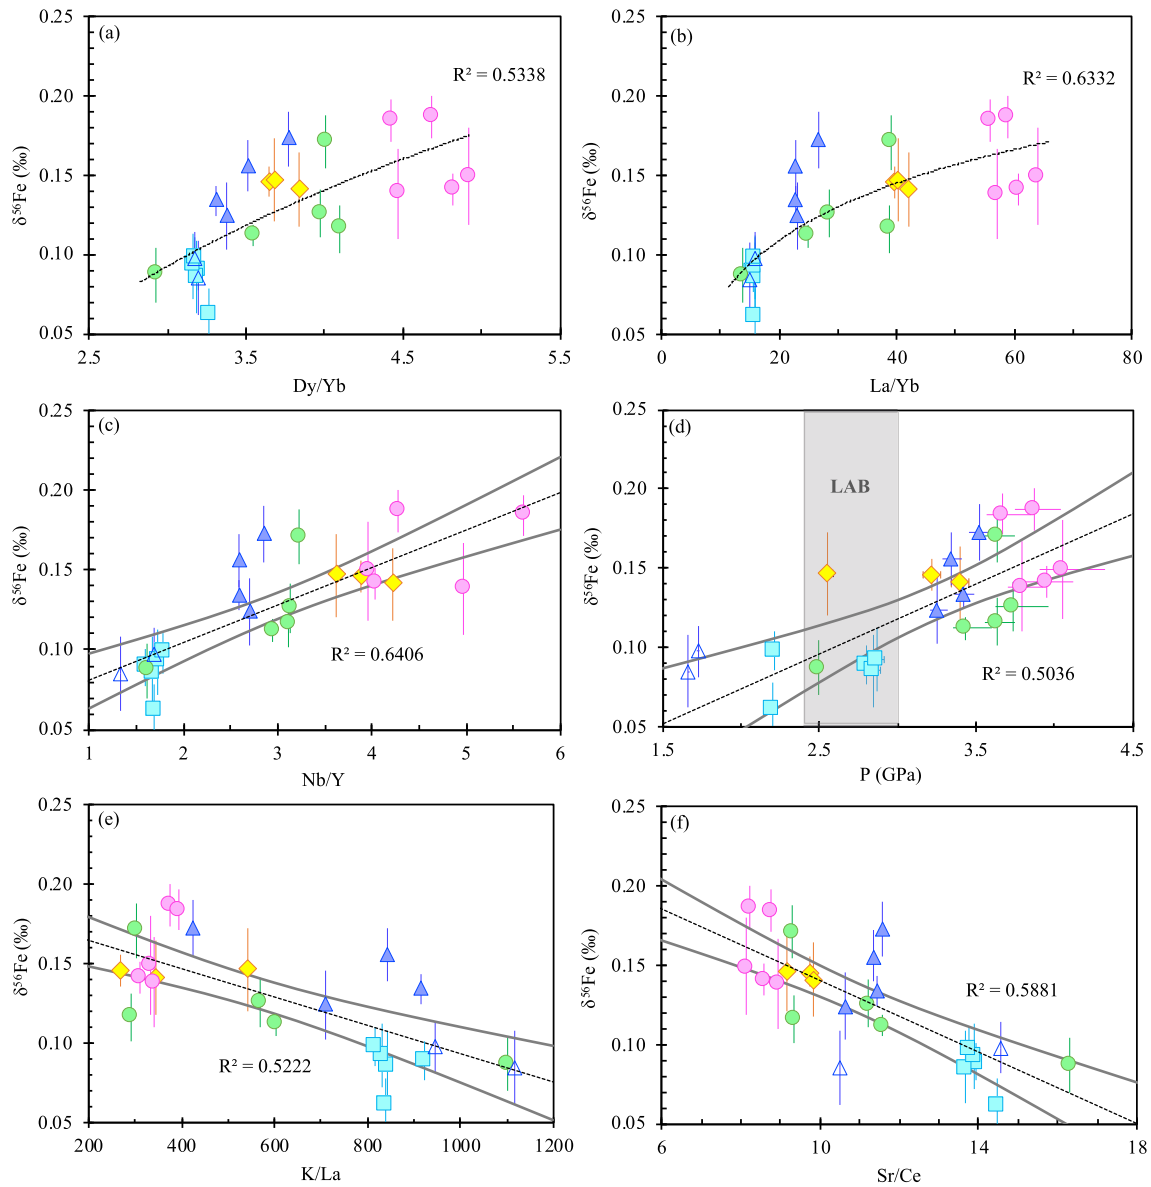 (a)
R² = 0.5338
δ⁵⁶Fe (‰)
0.25
0.20
0.15
0.10
0.05
2.5
3.5
4.5
5.5
Dy/Yb
(b)
R² = 0.6332
δ⁵⁶Fe (‰)
0.25
0.20
0.15
0.10
0.05
0
20
40
60
80
La/Yb
(c)
R² = 0.6406
δ⁵⁶Fe (‰)
0.25
0.20
0.15
0.10
0.05
1
2
3
4
5
6
Nb/Y
(d)
LAB
R² = 0.5036
δ⁵⁶Fe (‰)
0.25
0.20
0.15
0.10
0.05
1.5
2.5
3.5
4.5
P (GPa)
(e)
R² = 0.5222
δ⁵⁶Fe (‰)
0.25
0.20
0.15
0.10
0.05
200
400
600
800
1000
1200
K/La
(f)
R² = 0.5881
δ⁵⁶Fe (‰)
0.25
0.20
0.15
0.10
0.05
6
10
14
18
Sr/Ce